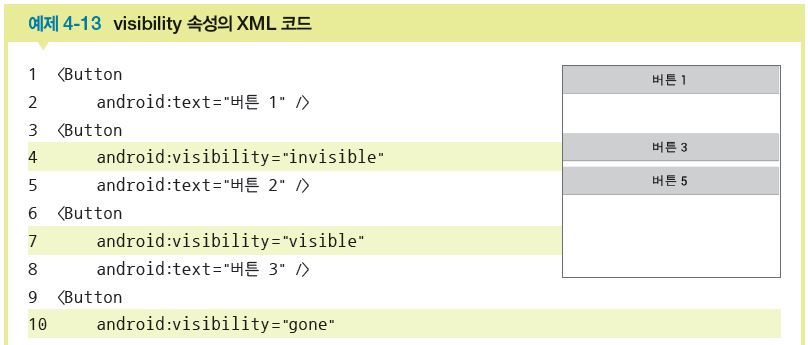 예제 4-13 visibility 속성의 XML 코드
1 <Button
2 android:text="버튼 1" />
3 <Button
4 android:visibility="invisible"
5 android:text="버튼 2" />
6 <Button
7 android:visibility="visible"
8 android:text="버튼 3" />
9 <Button
10 android:visibility="gone"
버튼 1
버튼 3
버튼 5